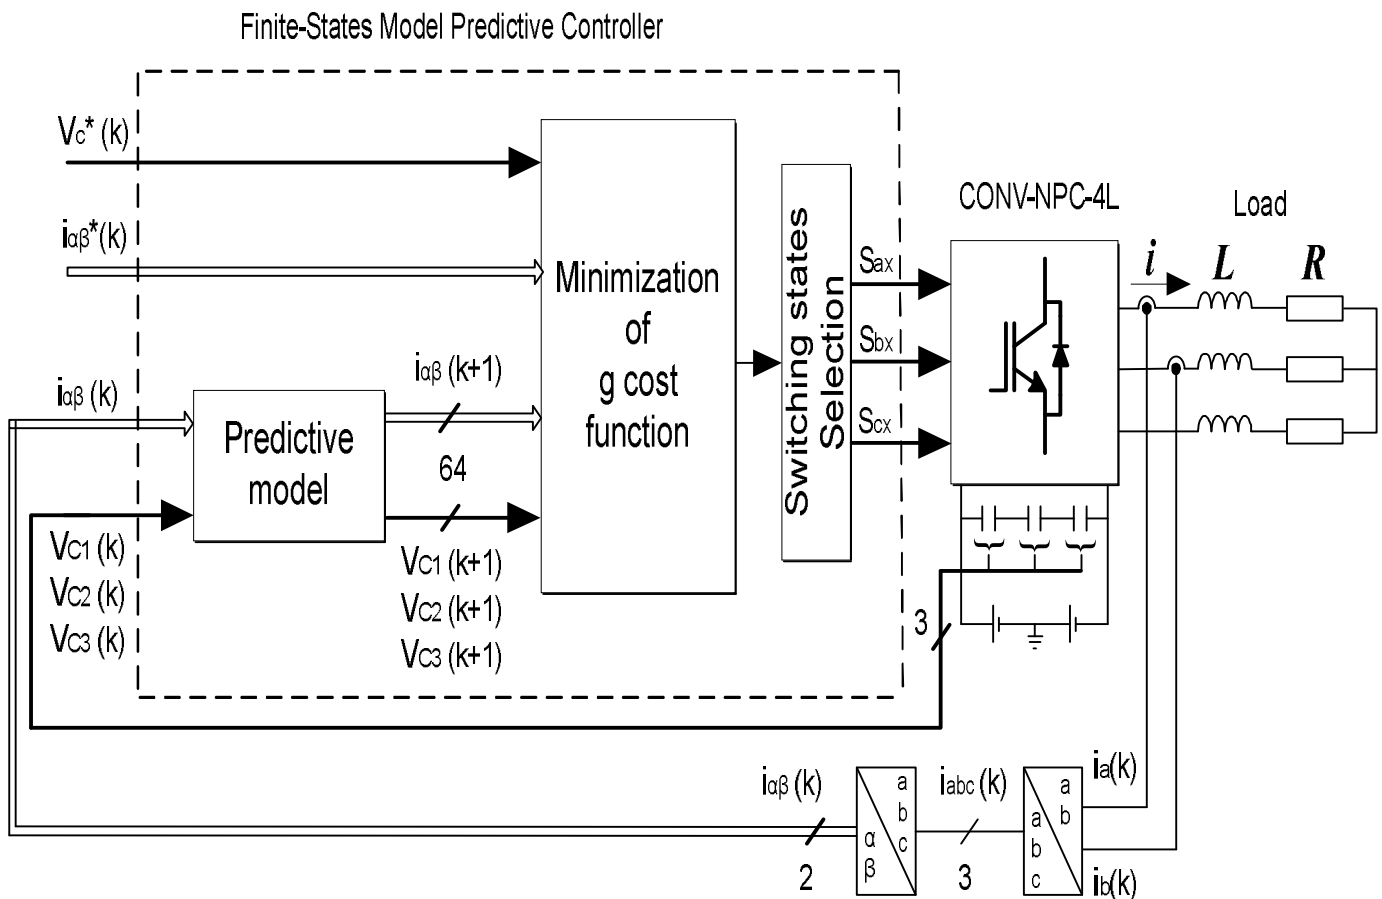 Finite-States Model Predictive Controller
Vc* (k)
iαβ*(k)
iαβ (k)
VC1 (k)
VC2 (k)
VC3 (k)
Predictive
model
iαβ (k+1)
64
VC1 (k+1)
VC2 (k+1)
VC3 (k+1)
Minimization
of
g cost
function
Switching states
Selection
Sax
Sbx
Scx
CONV-NPC-4L
Load
i
L
R
3
iαβ (k)
2
a
b
c
α
β
iabc (k)
3
a
b
a
b
c
ia(k)
ib(k)